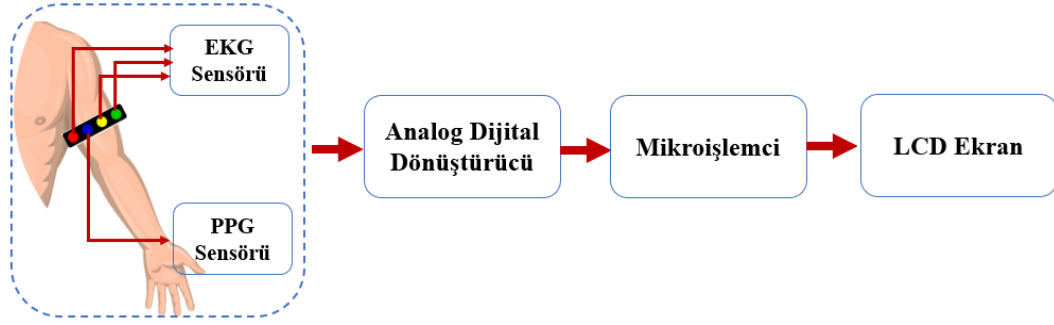 EKG
Sensörü
PPG
Sensörü
Analog Dijital
Dönüştürücü
Mikroişlemci
LCD Ekran